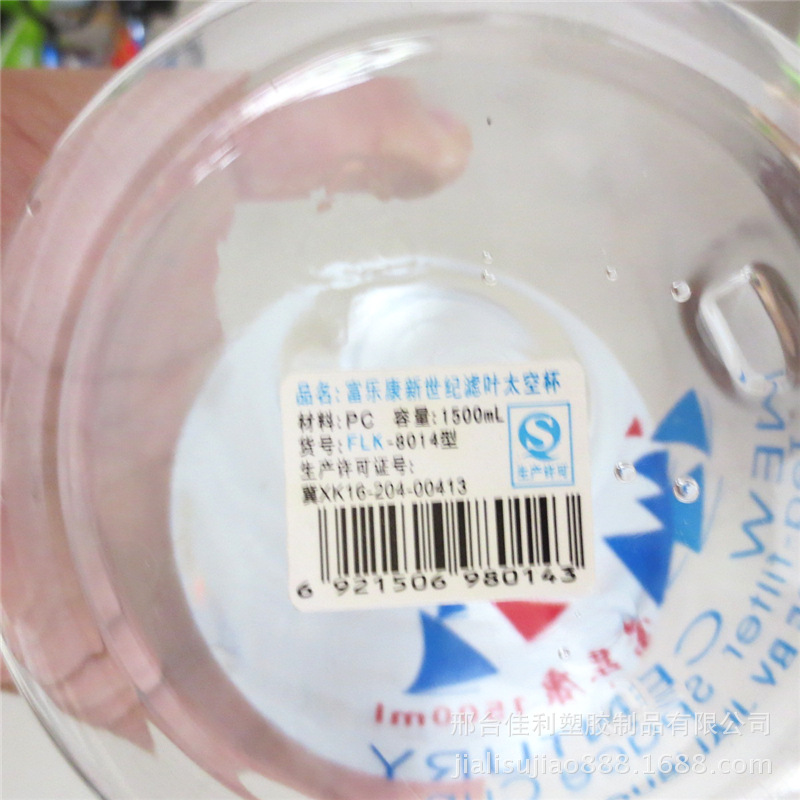 品名:富乐康新世纪滤叶太空杯
材料:PC 容量:1500mL
货号:FLK-8014型
生产许可证号:
冀XK16-204-00413
生产许可
6 921506 980143
NEW
CENTURY
1500ml
邢台佳利塑胶制品有限公司
jialisujiao888.1688.com